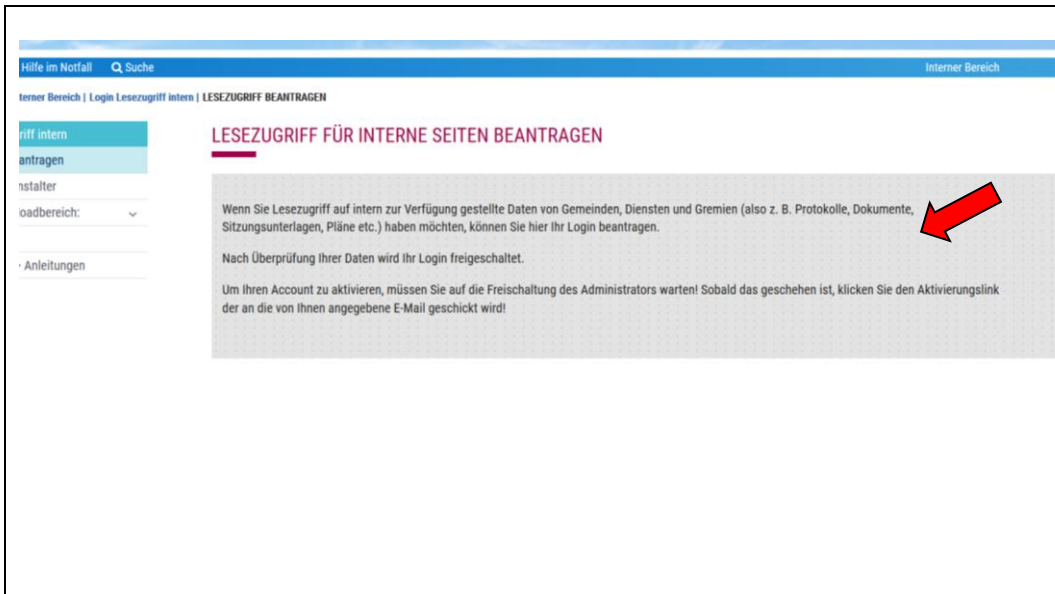 Hilfe im Notfall Suche Interner Bereich
terner Bereich | Login Lesezugriff intern | LESEZUGRIFF BEANTRAGEN
riff intern
antragen
nstalter
oadbereich:
- Anleitungen
LESEZUGRIFF FÜR INTERNE SEITEN BEANTRAGEN
Wenn Sie Lesezugriff auf intern zur Verfügung gestellte Daten von Gemeinden, Diensten und Gremien (also z. B. Protokolle, Dokumente,
Sitzungsunterlagen, Pläne etc.) haben möchten, können Sie hier Ihr Login beantragen.
Nach Überprüfung Ihrer Daten wird Ihr Login freigeschaltet.
Um Ihren Account zu aktivieren, müssen Sie auf die Freischaltung des Administrators warten! Sobald das geschehen ist, klicken Sie den Aktivierungslink
der an die von Ihnen angegebene E-Mail geschickt wird!